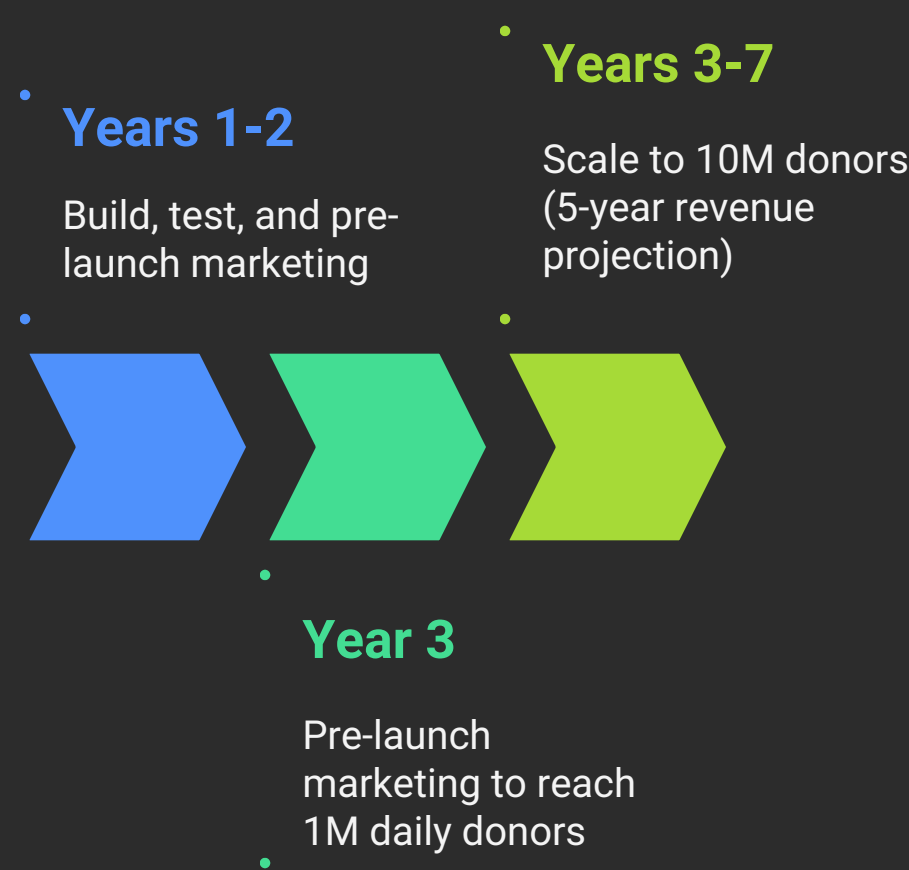 Years 1-2
Build, test, and pre-
launch marketing
Years 3-7
Scale to 10M donors
(5-year revenue
projection)
Year 3
Pre-launch
marketing to reach
1M daily donors